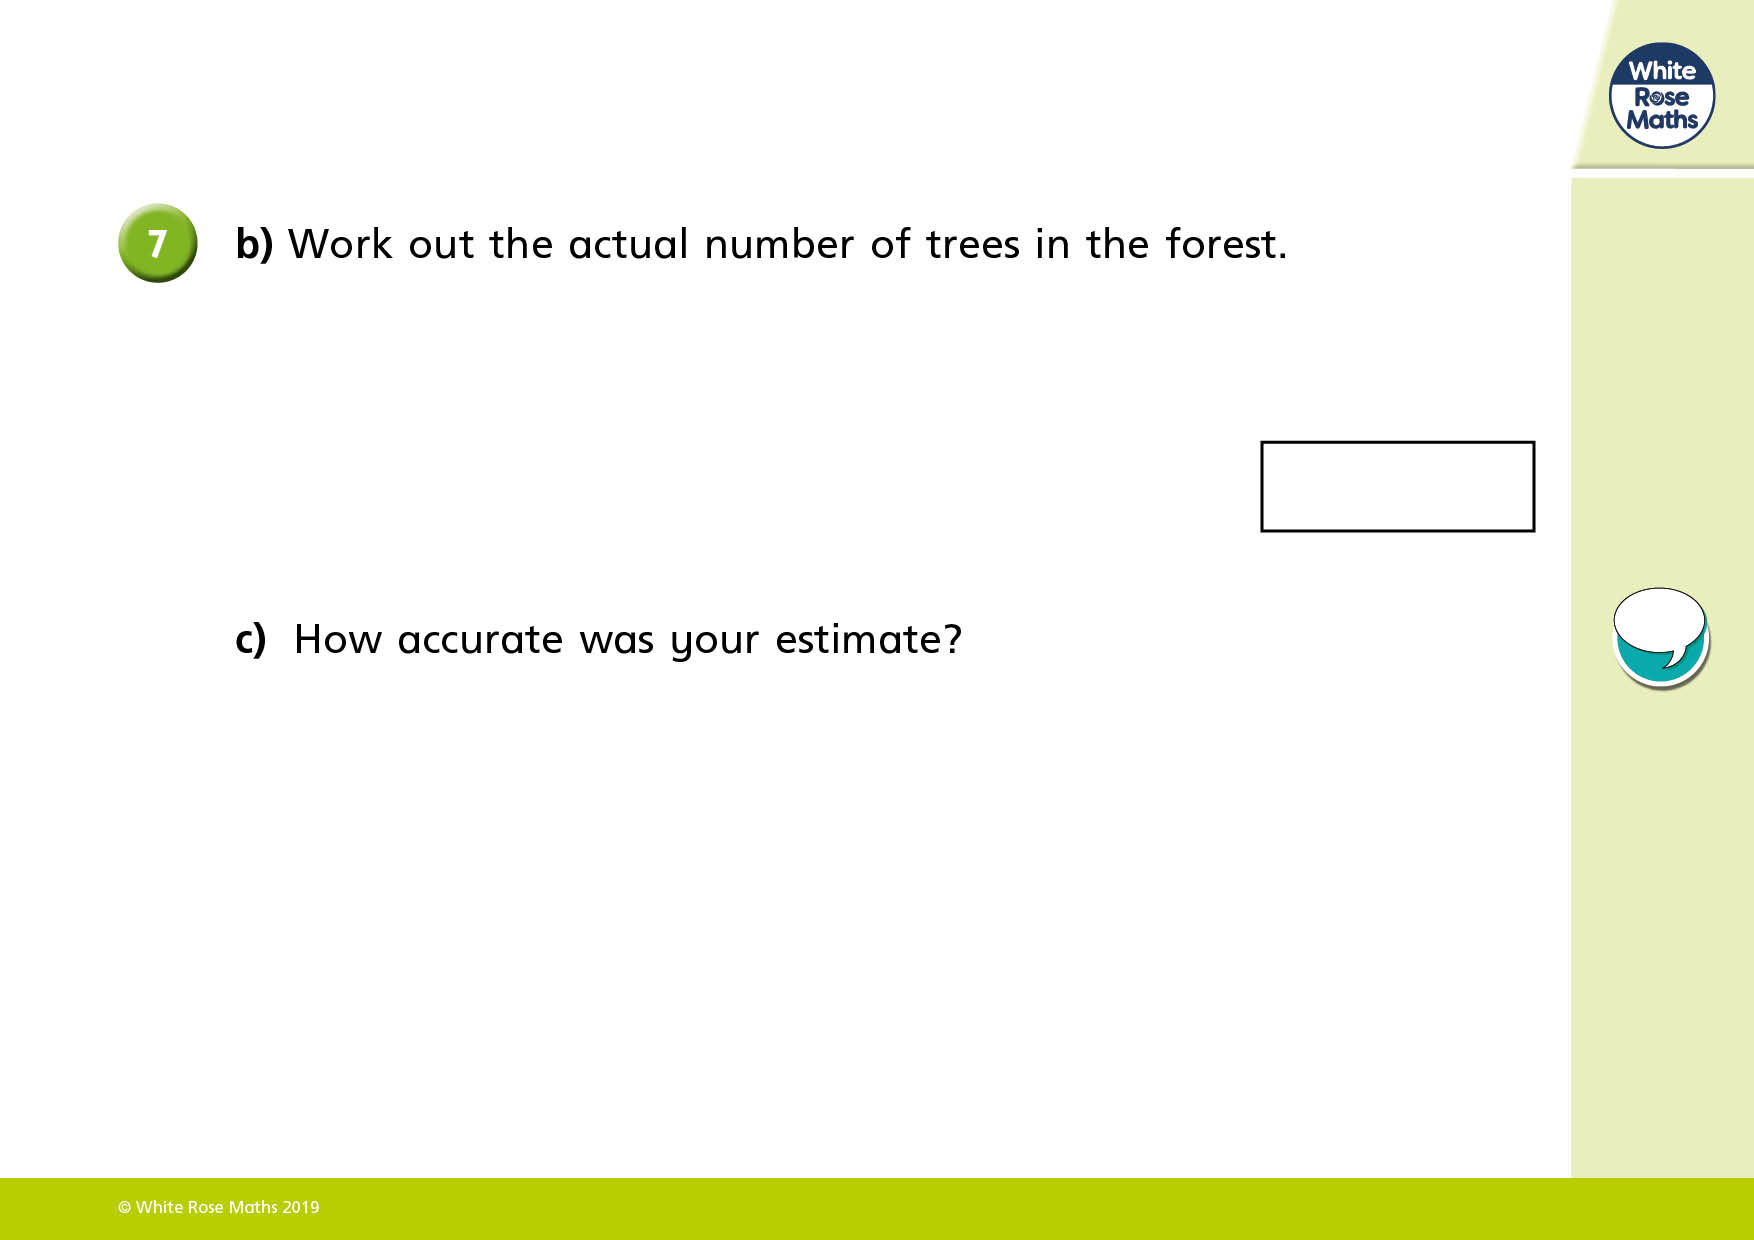 White
Rose
Maths
7 b) Work out the actual number of trees in the forest.
c) How accurate was your estimate?
© White Rose Maths 2019